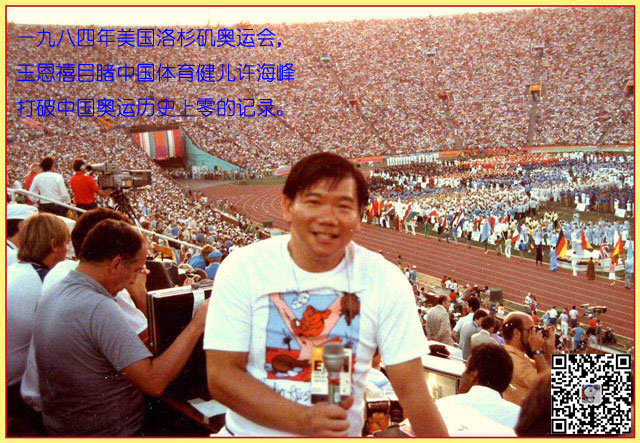 一九八四年美国洛杉矶奥运会，
王恩禧目睹中国体育健儿许海峰
打破中国奥运历史上零的记录。